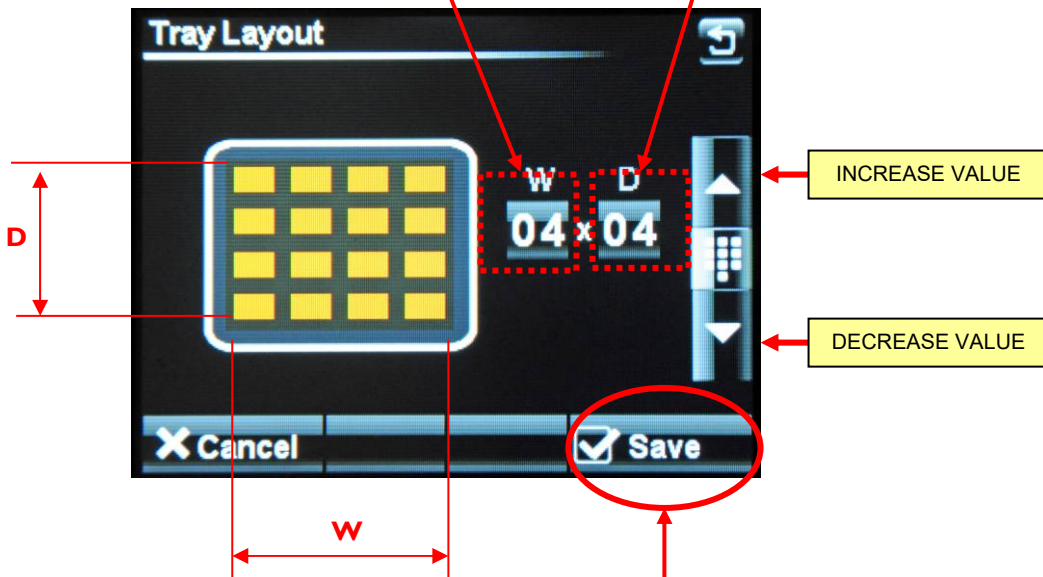 Tray Layout
W D
04 x 04
INCREASE VALUE
D
DECREASE VALUE
Cancel
Save
W